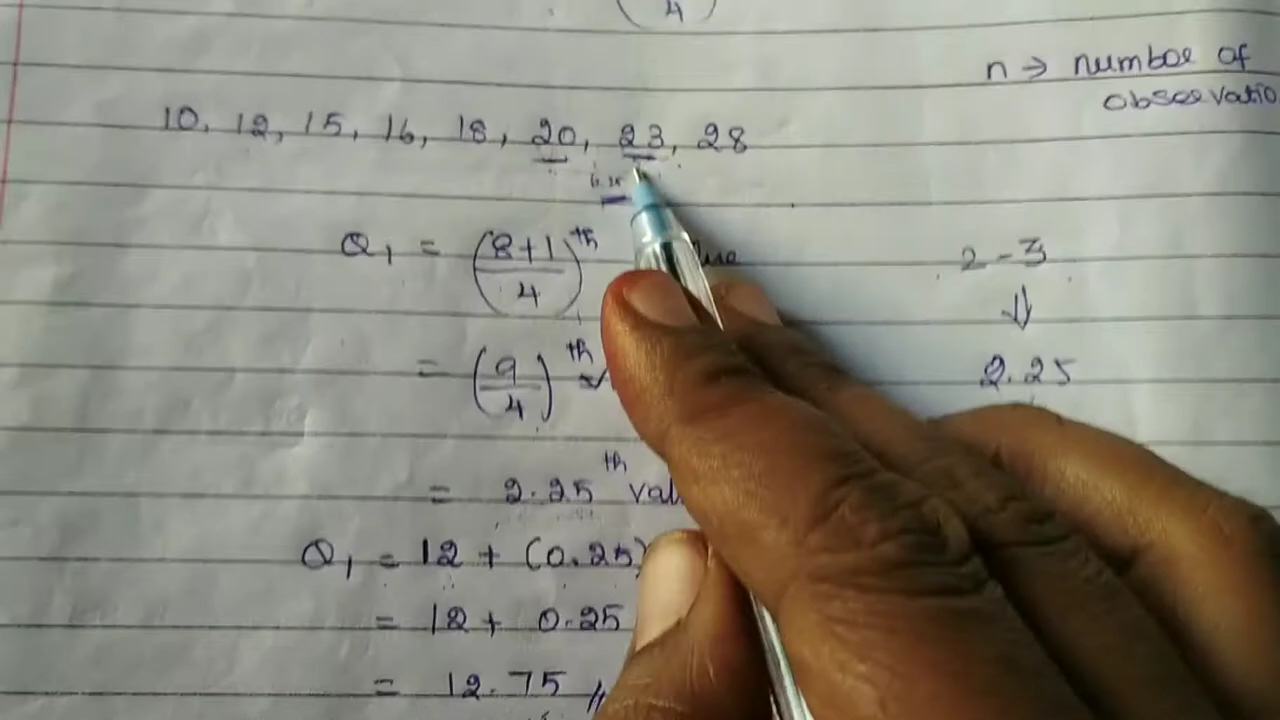 4
n → number of
observatio
10, 12, 15, 16, 18, 20, 23, 28
Q1 = (8+1/4)th
2 - 3
⇓
= (9/4)th
2.25
= 2.25th val
Q1 = 12 + (0.25)
= 12 + 0.25
= 12.75 //